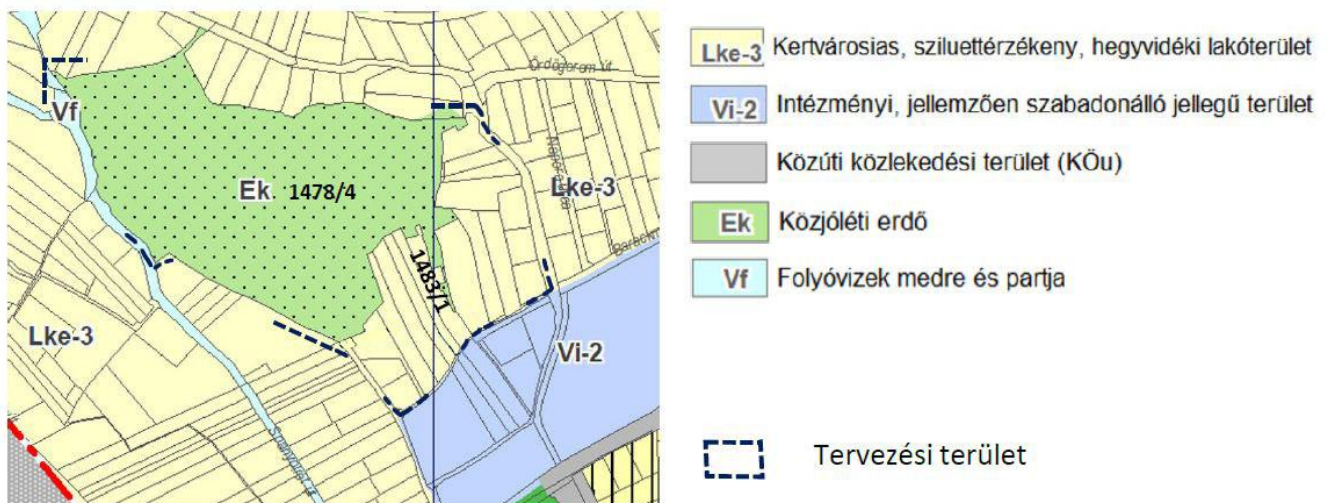 Vf
Ek 1478/4
1483/1
Lke-3
Lke-3
Vi-2
Ördögorom út
Lke-3 Kertvárosias, sziluettérzékeny, hegyvidéki lakóterület
Vi-2 Intézményi, jellemzően szabadonálló jellegű terület
Közúti közlekedési terület (KÖu)
Ek Közjóléti erdő
Vf Folyóvizek medre és partja
Tervezési terület